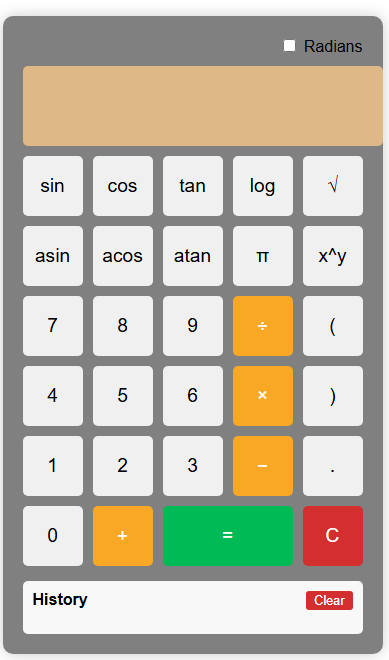 Radians
sin cos tan log √
asin acos atan π x^y
7 8 9 ÷ (
4 5 6 × )
1 2 3 − .
0 + = C
History Clear